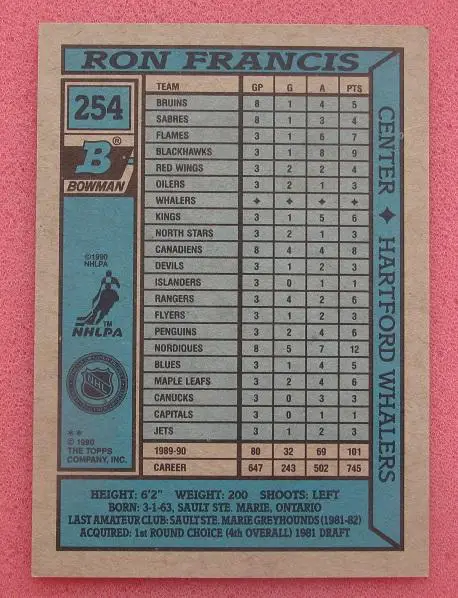 RON FRANCIS
254
B®
BOWMAN
©1990
NHLPA
™
NHLPA
NHL
**
© 1990
THE TOPPS
COMPANY, INC.
TEAM GP G A PTS
BRUINS 8 1 4 5
SABRES 8 1 3 4
FLAMES 3 1 6 7
BLACKHAWKS 3 1 8 9
RED WINGS 3 2 2 4
OILERS 3 2 1 3
WHALERS ✦ ✦ ✦ ✦
KINGS 3 1 5 6
NORTH STARS 3 2 1 3
CANADIENS 8 4 4 8
DEVILS 3 1 2 3
ISLANDERS 3 0 1 1
RANGERS 3 4 2 6
FLYERS 3 1 2 3
PENGUINS 3 2 4 6
NORDIQUES 8 5 7 12
BLUES 3 1 4 5
MAPLE LEAFS 3 2 4 6
CANUCKS 3 0 3 3
CAPITALS 3 0 1 1
JETS 3 1 2 3
1989-90 80 32 69 101
CAREER 647 243 502 745
CENTER ✦ HARTFORD WHALERS
HEIGHT: 6'2" WEIGHT: 200 SHOOTS: LEFT
BORN: 3-1-63, SAULT STE. MARIE, ONTARIO
LAST AMATEUR CLUB: SAULT STE. MARIE GREYHOUNDS (1981-82)
ACQUIRED: 1st ROUND CHOICE (4th OVERALL) 1981 DRAFT